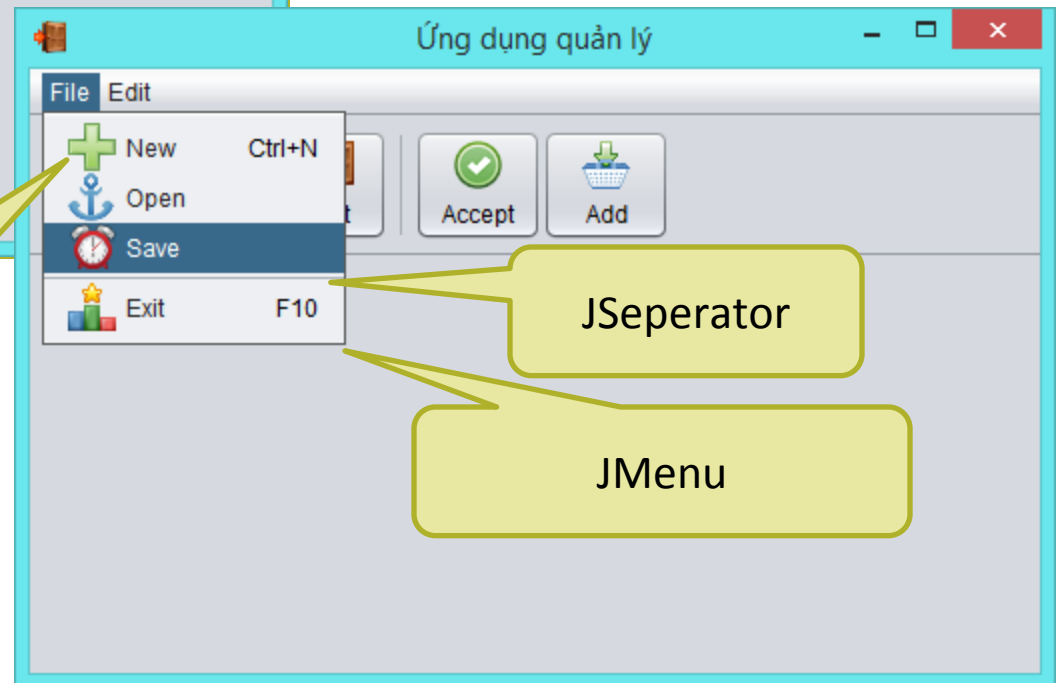 Ứng dụng quản lý
File Edit
New Ctrl+N
Open
Save
Exit F10
t
Accept
Add
JSeperator
JMenu